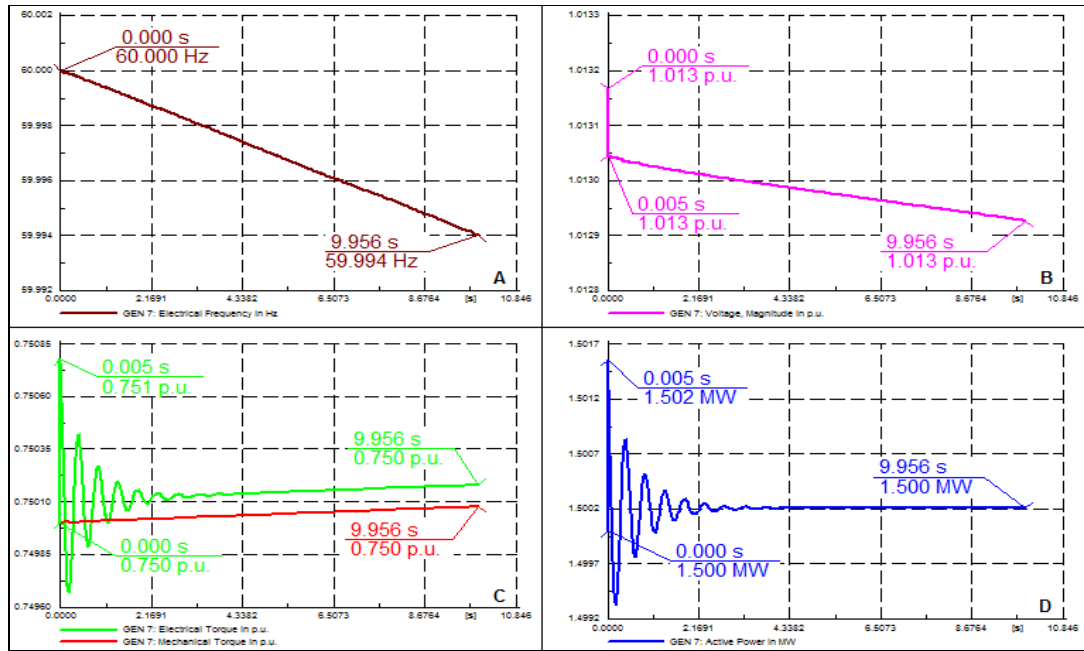 60.002
60.000
59.998
59.996
59.994
59.992
0.000 s
60.000 Hz
9.956 s
59.994 Hz
A
0.0000 2.1691 4.3382 6.5073 8.6764 [s] 10.846
GEN 7: Electrical Frequency in Hz
1.0133
1.0132
1.0131
1.0130
1.0129
1.0128
0.000 s
1.013 p.u.
0.005 s
1.013 p.u.
9.956 s
1.013 p.u.
B
0.0000 2.1691 4.3382 6.5073 8.6764 [s] 10.846
GEN 7: Voltage, Magnitude in p.u.
0.75085
0.75060
0.75035
0.75010
0.74985
0.74960
0.005 s
0.751 p.u.
9.956 s
0.750 p.u.
9.956 s
0.750 p.u.
0.000 s
0.750 p.u.
C
0.0000 2.1691 4.3382 6.5073 8.6764 [s] 10.846
GEN 7: Electrical Torque in p.u.
GEN 7: Mechanical Torque in p.u.
1.5017
1.5012
1.5007
1.5002
1.4997
1.4992
0.005 s
1.502 MW
9.956 s
1.500 MW
0.000 s
1.500 MW
D
0.0000 2.1691 4.3382 6.5073 8.6764 [s] 10.846
GEN 7: Active Power in MW